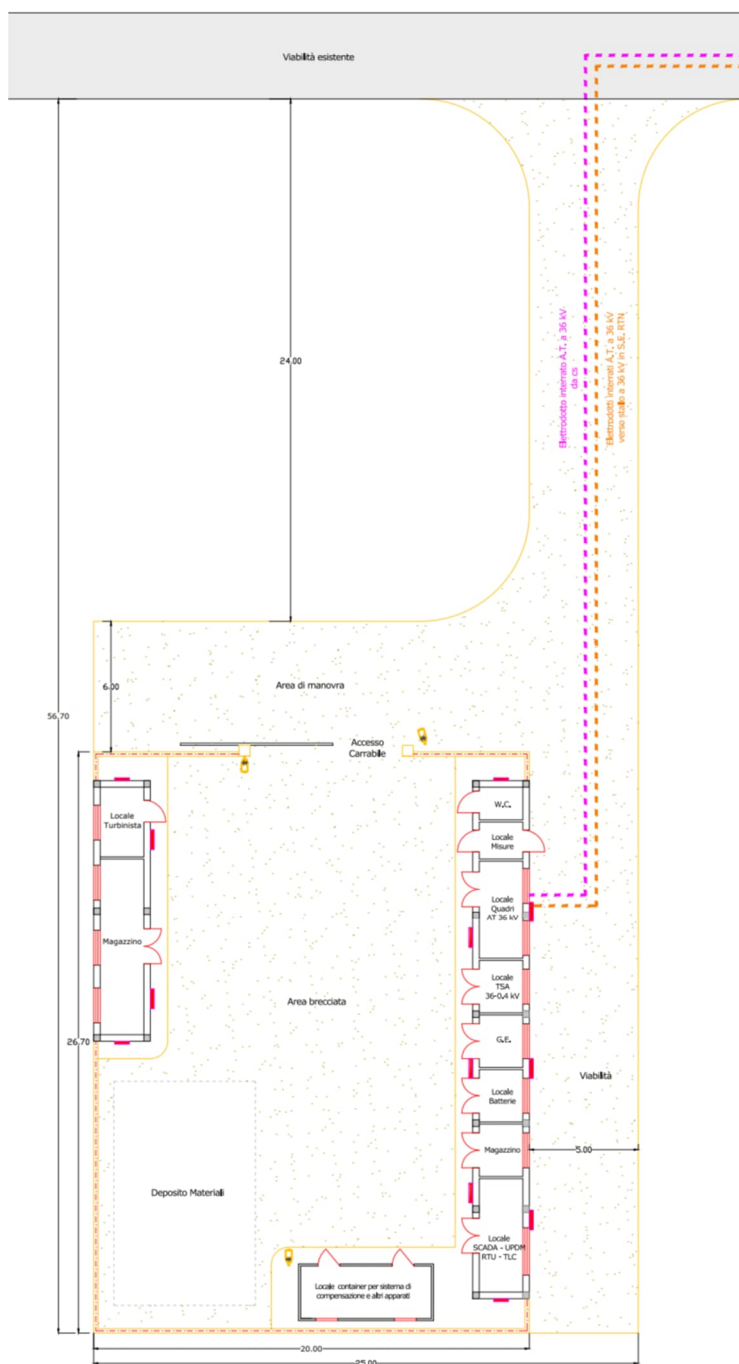 Viabilità esistente
24.00
Elettrodotto interrato A.T. a 36 kV
da cs
Elettrodotti interrati A.T. a 36 kV
verso stallo a 36 kV in S.E. RTN
56.70
6.00
Area di manovra
Accesso
Carrabile
Locale
Turbinista
W.C.
Locale
Misure
Locale
Quadri
AT 36 kV
Magazzino
Locale
TSA
36-0.4 kV
Area brecciata
26.70
G.E.
Viabilità
Locale
Batterie
Magazzino
5.00
Deposito Materiali
Locale
SCADA - UPDM
RTU - TLC
Locale container per sistema di
compensazione e altri apparati
20.00
25.00